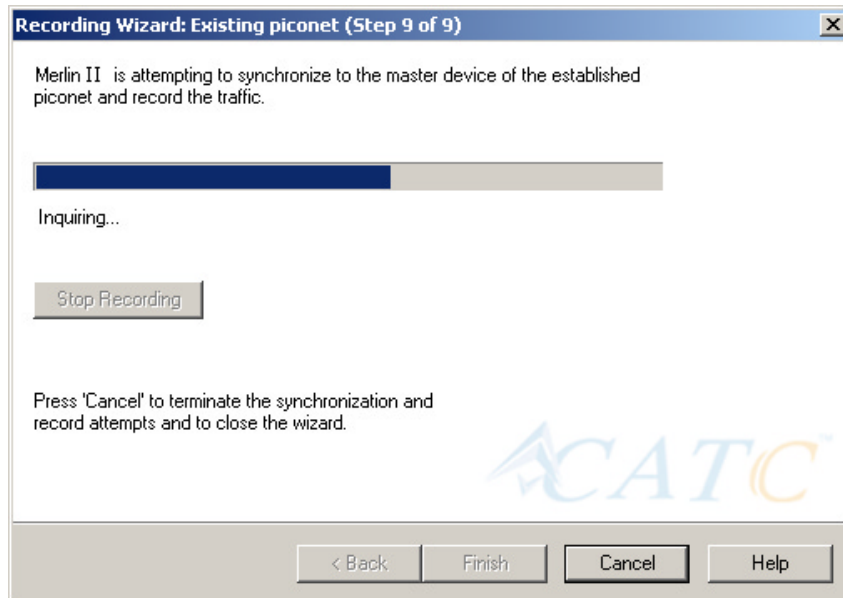 Recording Wizard: Existing piconet (Step 9 of 9)
Merlin II is attempting to synchronize to the master device of the established
piconet and record the traffic.
Inquiring...
Stop Recording
Press 'Cancel' to terminate the synchronization and
record attempts and to close the wizard.
CATC™
< Back Finish Cancel Help